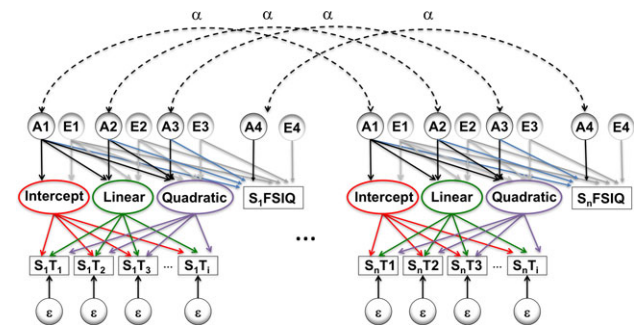 α α α α
A1 E1 A2 E2 A3 E3 A4 E4 A1 E1 A2 E2 A3 E3 A4 E4
Intercept Linear Quadratic S₁FSIQ Intercept Linear Quadratic SₙFSIQ
...
S₁T₁ S₁T₂ S₁T₃ ... S₁Tᵢ SₙT1 SₙT2 SₙT3 ... SₙTᵢ
ε ε ε ε ε ε ε ε